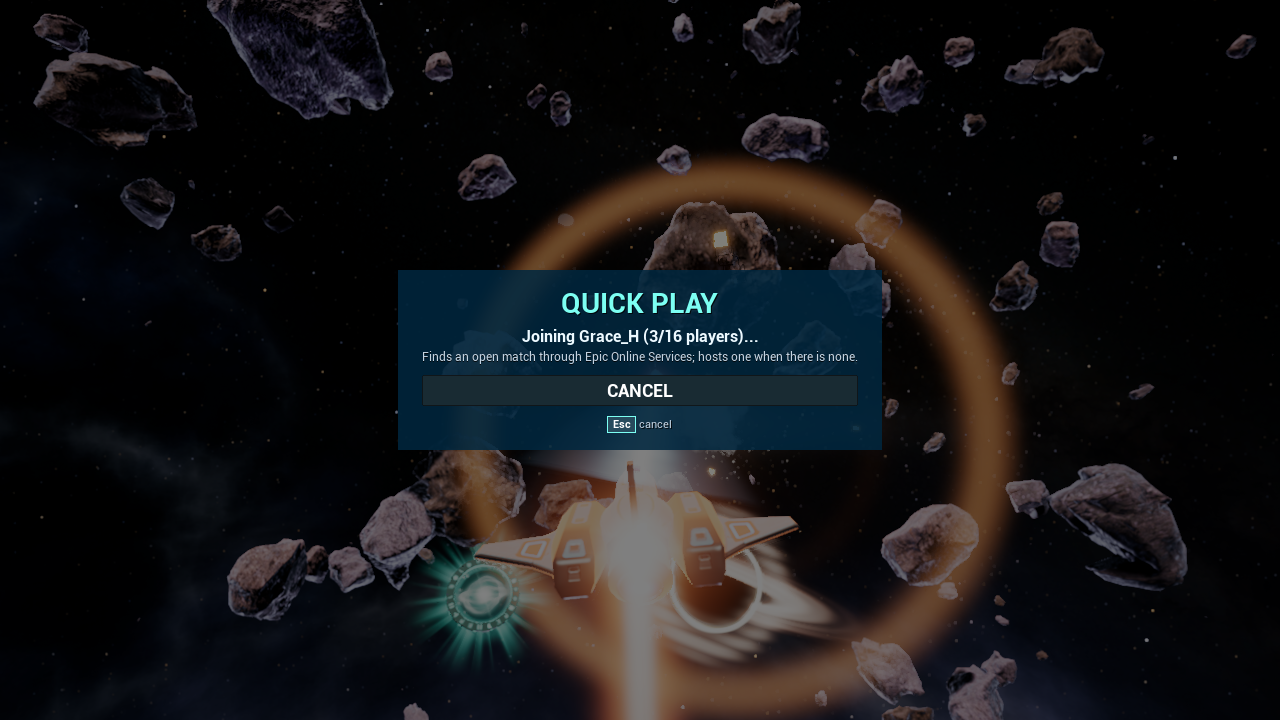 QUICK PLAY
Joining Grace_H (3/16 players)...
Finds an open match through Epic Online Services; hosts one when there is none.
CANCEL
Esc cancel